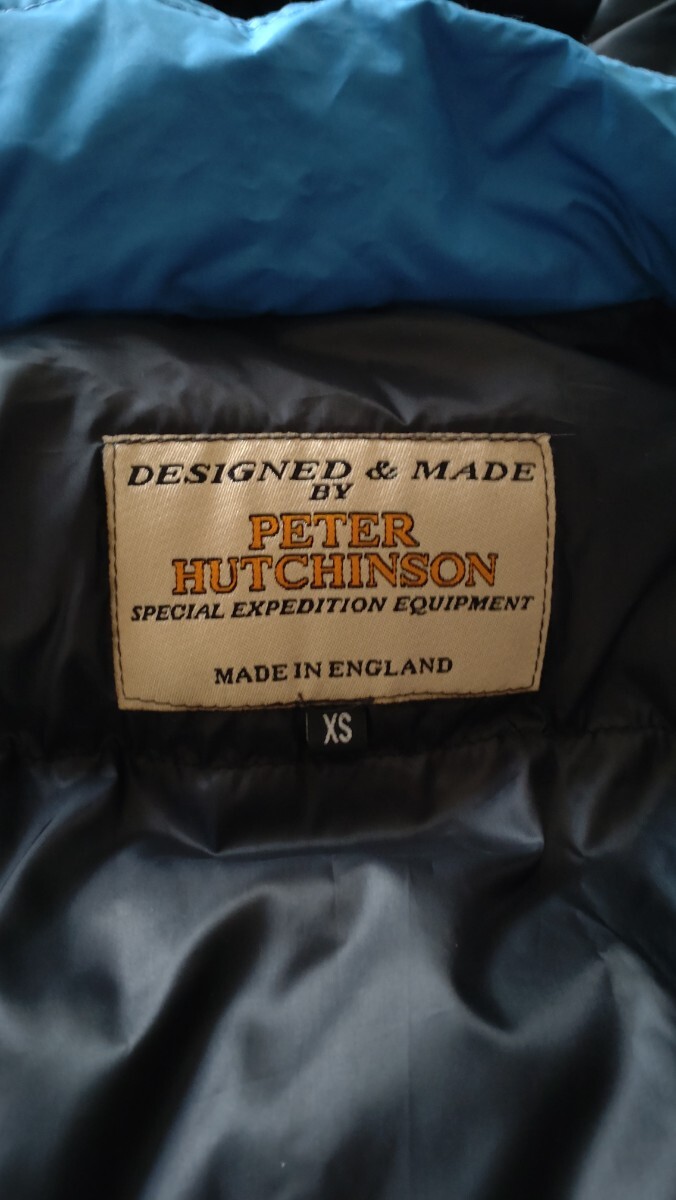 DESIGNED & MADE
BY
PETER
HUTCHINSON
SPECIAL EXPEDITION EQUIPMENT
MADE IN ENGLAND
XS